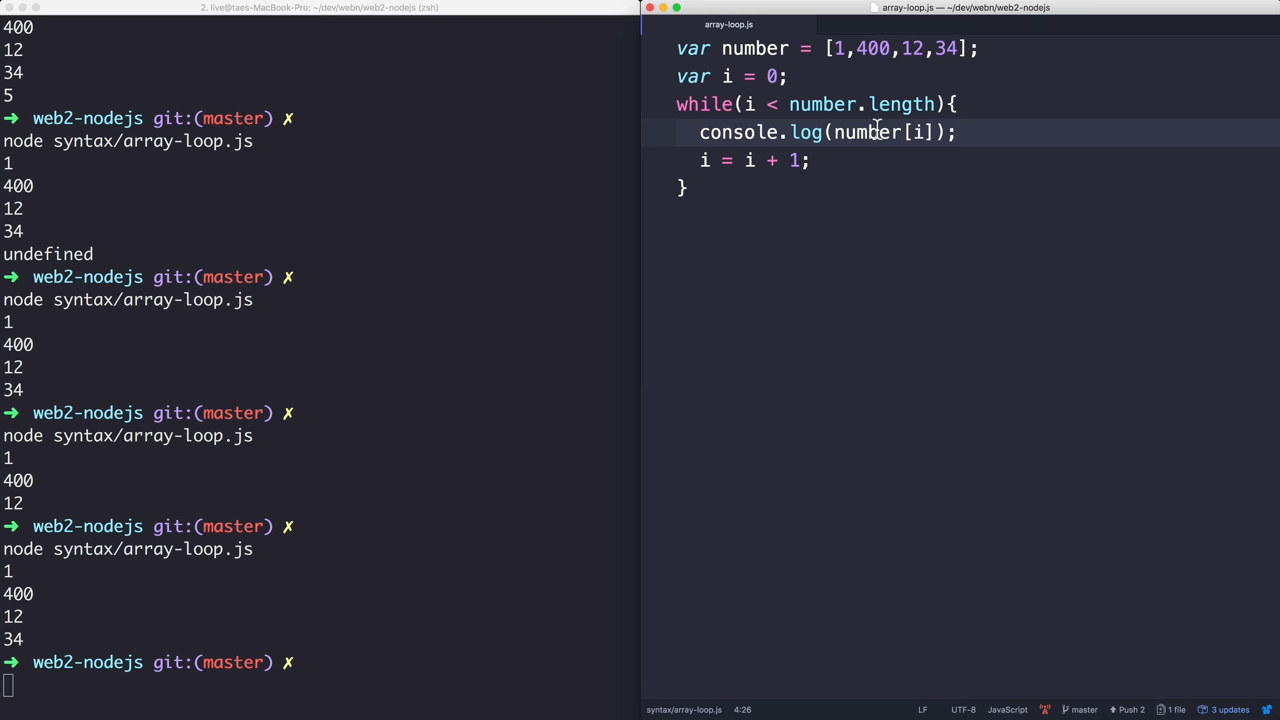 2. live@taes-MacBook-Pro: ~/dev/webn/web2-nodejs (zsh)
400
12
34
5
➜ web2-nodejs git:(master) ✗
node syntax/array-loop.js
1
400
12
34
undefined
➜ web2-nodejs git:(master) ✗
node syntax/array-loop.js
1
400
12
34
➜ web2-nodejs git:(master) ✗
node syntax/array-loop.js
1
400
12
➜ web2-nodejs git:(master) ✗
node syntax/array-loop.js
1
400
12
34
➜ web2-nodejs git:(master) ✗
array-loop.js — ~/dev/webn/web2-nodejs
array-loop.js
var number = [1,400,12,34];
var i = 0;
while(i < number.length){
  console.log(number[i]);
  i = i + 1;
}
syntax/array-loop.js 4:26 LF UTF-8 JavaScript master Push 2 1 file 3 updates